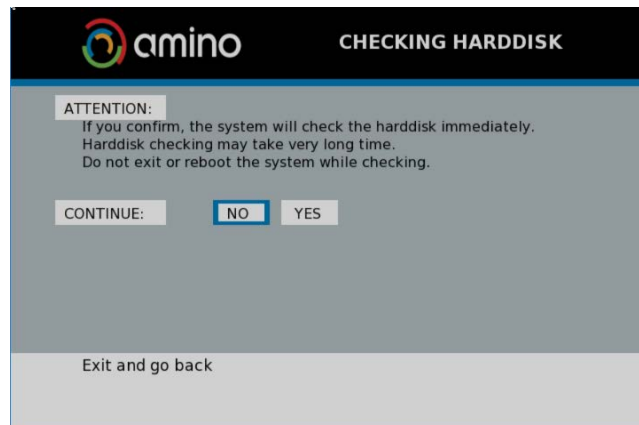 amino
CHECKING HARDDISK
ATTENTION:
If you confirm, the system will check the harddisk immediately.
Harddisk checking may take very long time.
Do not exit or reboot the system while checking.
CONTINUE: NO YES
Exit and go back